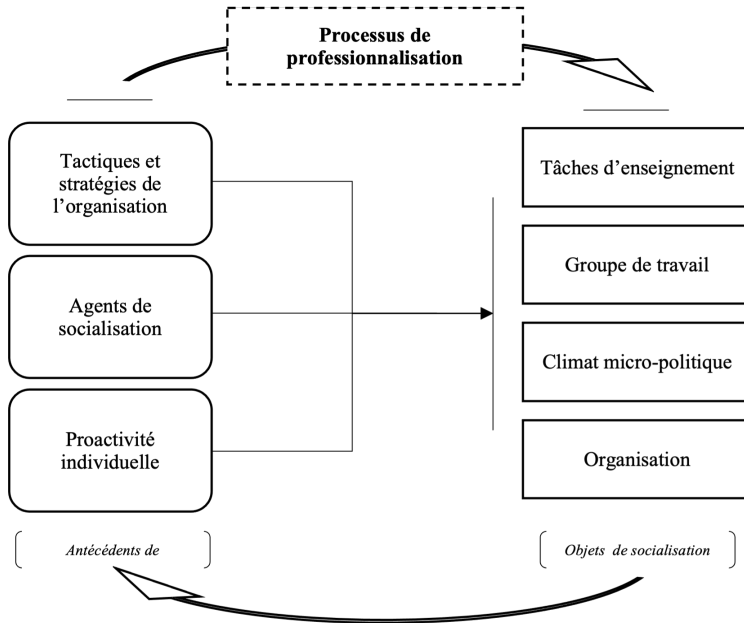 Processus de
professionnalisation
Tactiques et
stratégies de
l'organisation
Agents de
socialisation
Proactivité
individuelle
Antécédents de
Tâches d'enseignement
Groupe de travail
Climat micro-politique
Organisation
Objets de socialisation